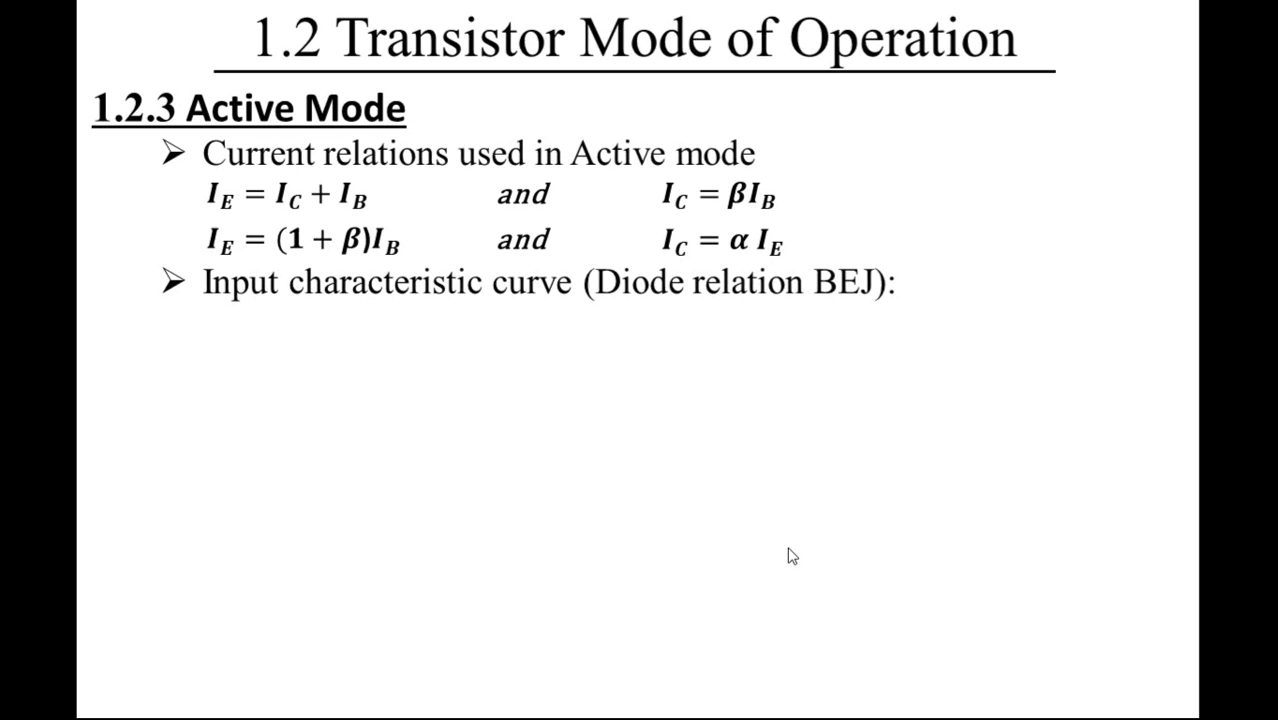 1.2 Transistor Mode of Operation
1.2.3 Active Mode
➢ Current relations used in Active mode
I_E = I_C + I_B and I_C = βI_B
I_E = (1 + β)I_B and I_C = α I_E
➢ Input characteristic curve (Diode relation BEJ):